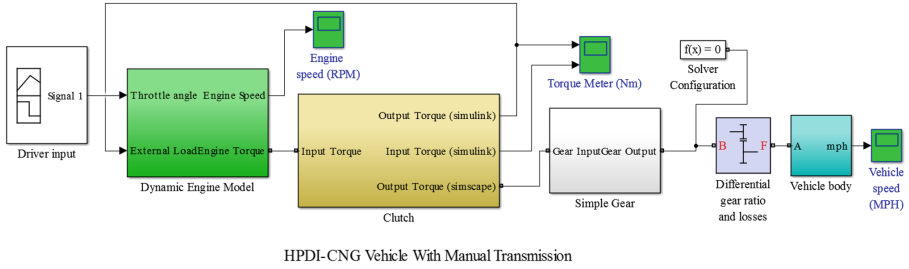 Signal 1
Driver input
Throttle angle Engine Speed
External Load Engine Torque
Dynamic Engine Model
Engine
speed (RPM)
Output Torque (simulink)
Input Torque
Input Torque (simulink)
Output Torque (simscape)
Clutch
Torque Meter (Nm)
Gear Input Gear Output
Simple Gear
f(x) = 0
Solver
Configuration
B
F
Differential
gear ratio
and losses
A
mph
Vehicle body
Vehicle
speed
(MPH)
HPDI-CNG Vehicle With Manual Transmission